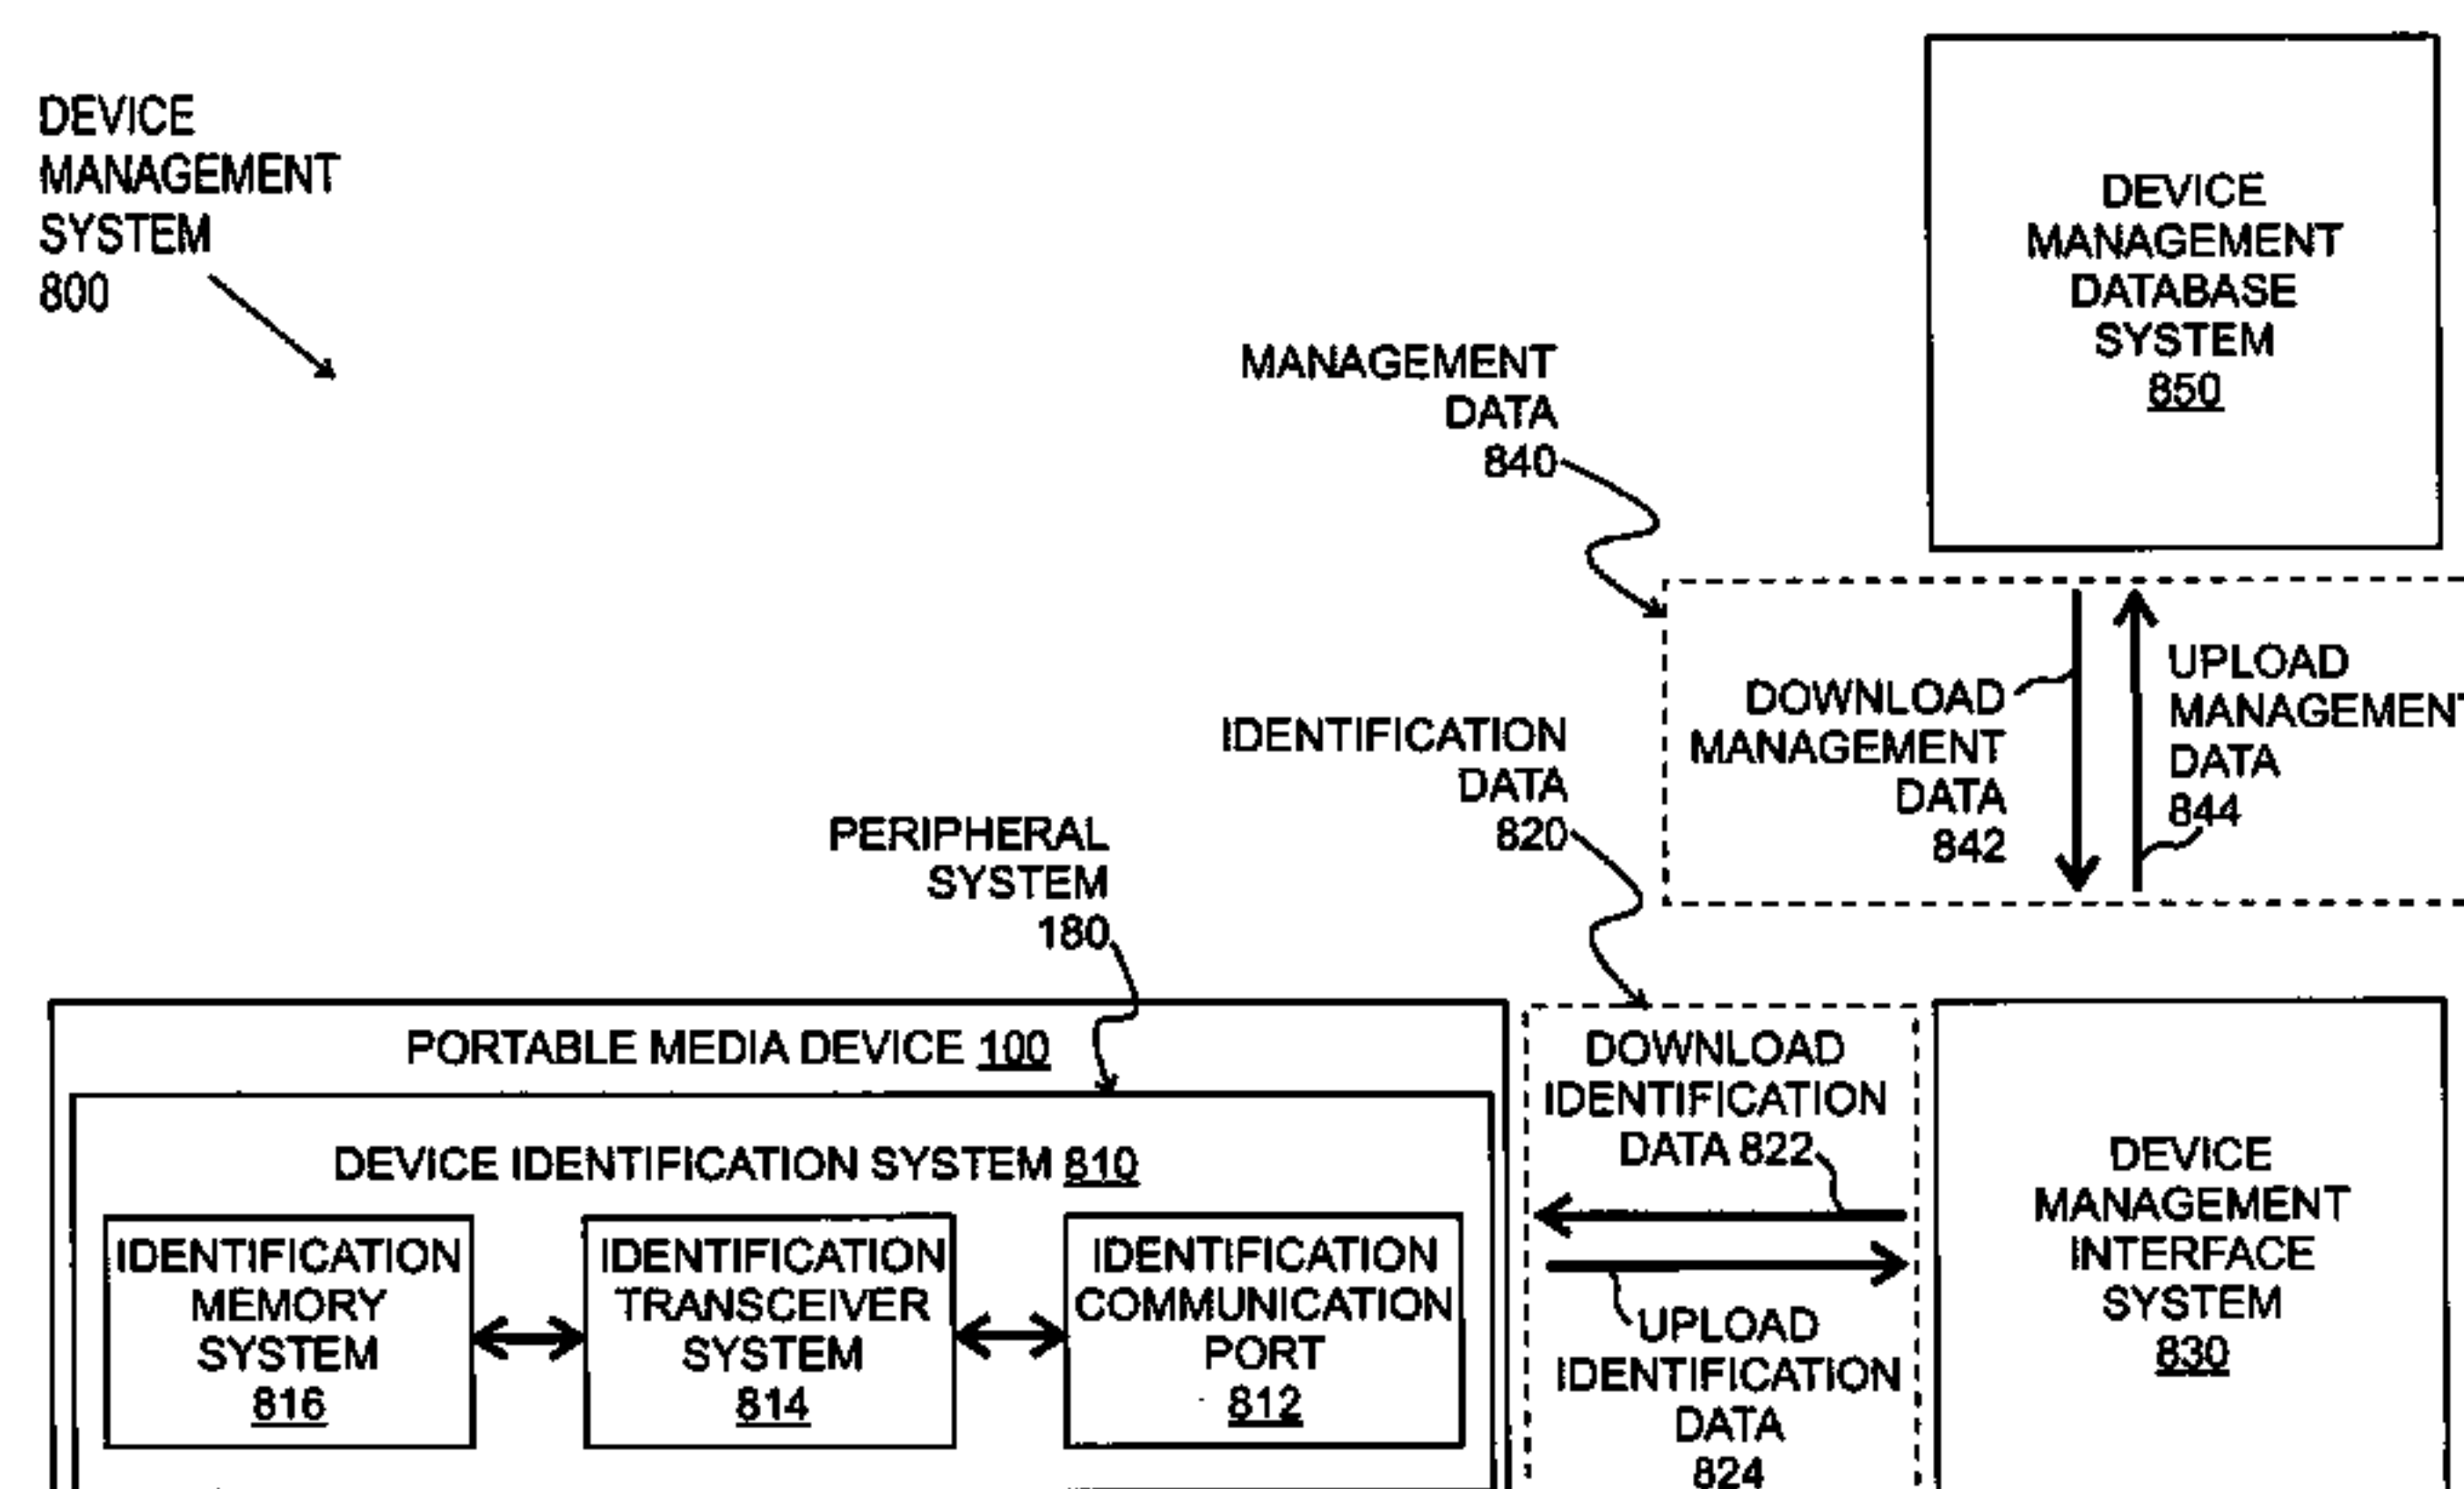 DEVICE
MANAGEMENT
SYSTEM
800
DEVICE
MANAGEMENT
DATABASE
SYSTEM
850
MANAGEMENT
DATA
840
UPLOAD
MANAGEMENT
DATA
844
DOWNLOAD
MANAGEMENT
DATA
842
IDENTIFICATION
DATA
820
PERIPHERAL
SYSTEM
180
PORTABLE MEDIA DEVICE 100
DEVICE IDENTIFICATION SYSTEM 810
IDENTIFICATION
MEMORY
SYSTEM
816
IDENTIFICATION
TRANSCEIVER
SYSTEM
814
IDENTIFICATION
COMMUNICATION
PORT
812
DOWNLOAD
IDENTIFICATION
DATA 822
UPLOAD
IDENTIFICATION
DATA
824
DEVICE
MANAGEMENT
INTERFACE
SYSTEM
830